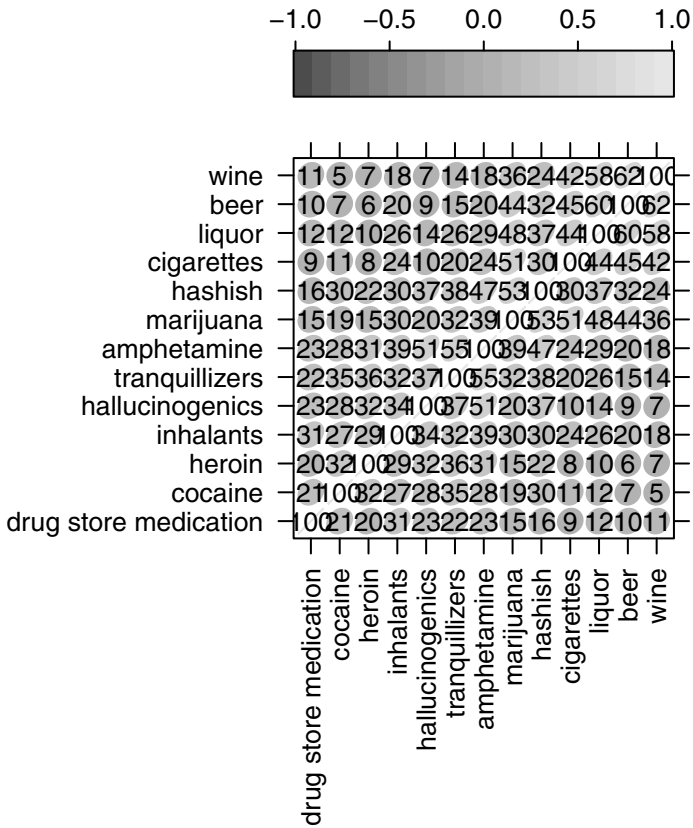 −1.0 −0.5 0.0 0.5 1.0
wine 11 5 7 18 7 14 18 36 24 42 58 62 100
beer 10 7 6 20 9 15 20 44 32 45 60 100 62
liquor 12 12 10 26 14 26 29 48 37 44 100 60 58
cigarettes 9 11 8 24 10 20 24 51 30 100 44 45 42
hashish 16 30 22 30 37 38 47 53 100 30 37 32 24
marijuana 15 19 15 30 20 32 39 100 53 51 48 44 36
amphetamine 23 28 31 39 51 55 100 39 47 24 29 20 18
tranquillizers 22 35 36 32 37 100 55 32 38 20 26 15 14
hallucinogenics 23 28 32 34 100 37 51 20 37 10 14 9 7
inhalants 31 27 29 100 34 32 39 30 30 24 26 20 18
heroin 20 32 100 29 32 36 31 15 22 8 10 6 7
cocaine 21 100 32 27 28 35 28 19 30 11 12 7 5
drug store medication 100 21 20 31 23 22 23 15 16 9 12 10 11
drug store medication
cocaine
heroin
inhalants
hallucinogenics
tranquillizers
amphetamine
marijuana
hashish
cigarettes
liquor
beer
wine